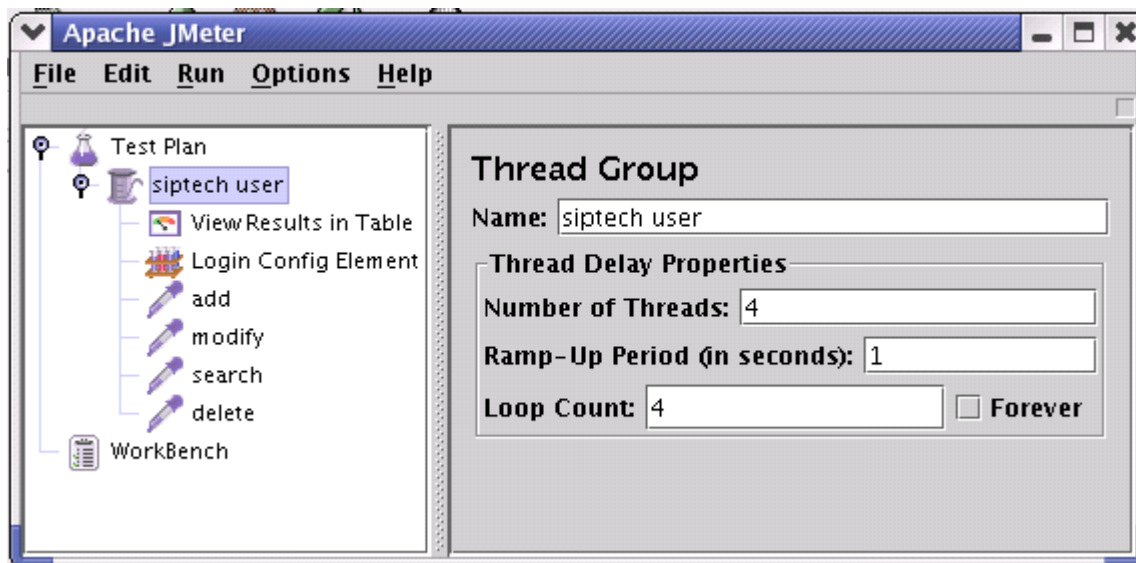 Apache JMeter
File Edit Run Options Help
Test Plan
siptech user
View Results in Table
Login Config Element
add
modify
search
delete
WorkBench
Thread Group
Name: siptech user
Thread Delay Properties
Number of Threads: 4
Ramp-Up Period (in seconds): 1
Loop Count: 4 Forever